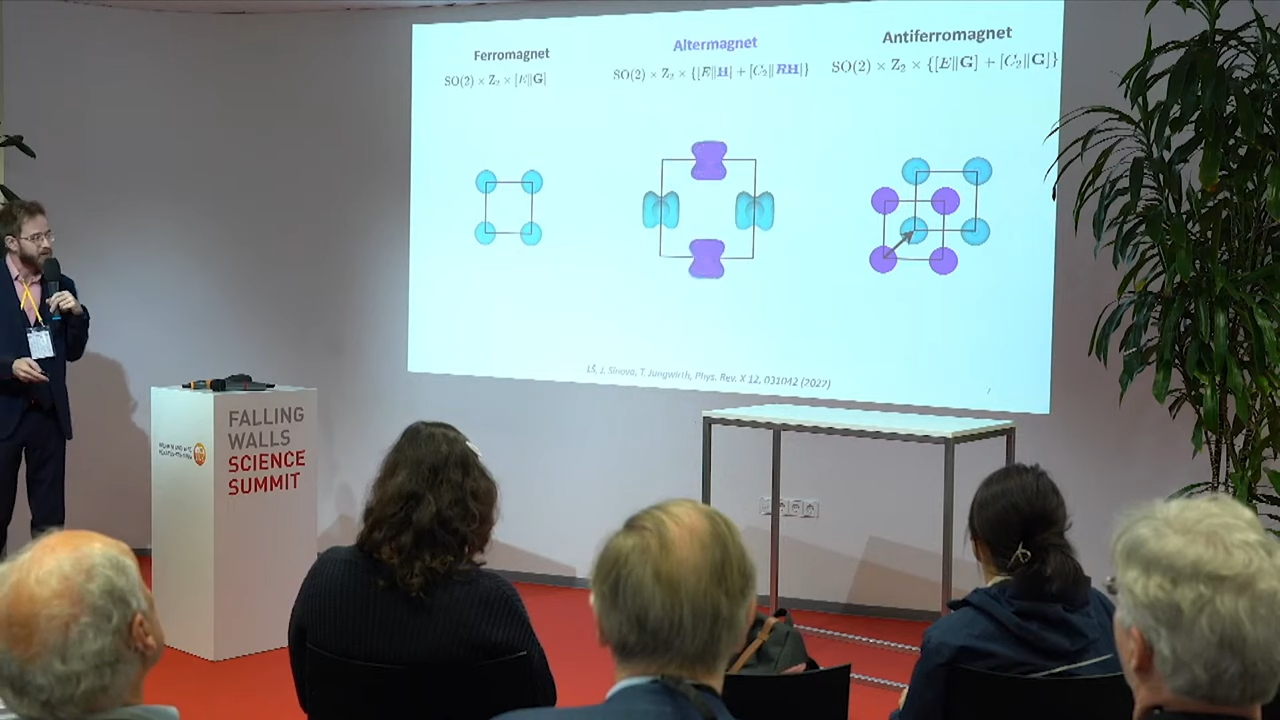 Ferromagnet
SO(2) × Z₂ × [E||G]
Altermagnet
SO(2) × Z₂ × {[E||H] + [C₂||RH]}
Antiferromagnet
SO(2) × Z₂ × {[E||G] + [C₂||G]}
LŠ, J. Sinova, T. Jungwirth, Phys. Rev. X 12, 031042 (2022)
FALLING
WALLS
SCIENCE
SUMMIT